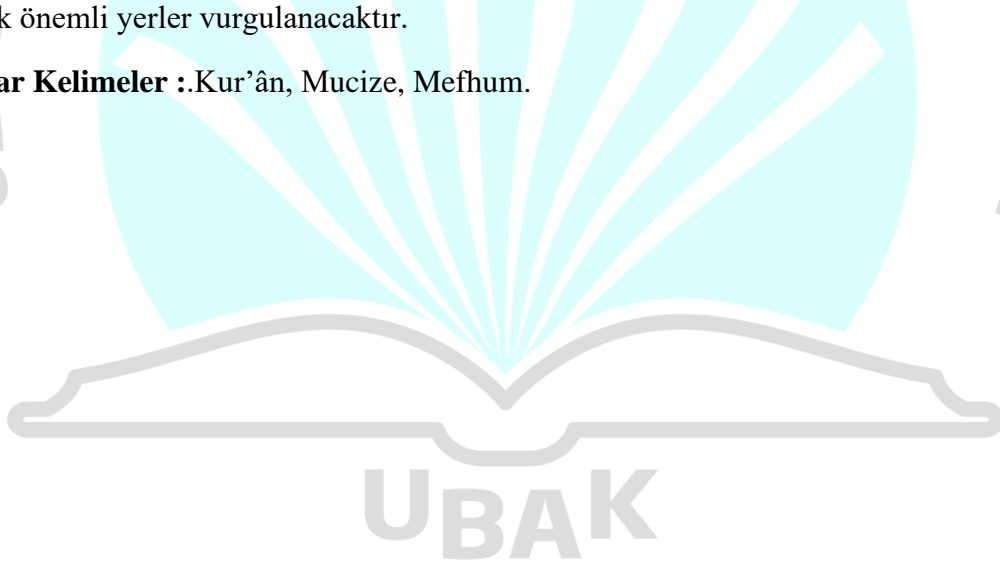 k önemli yerler vurgulanacaktır.
ar Kelimeler :.Kur’ân, Mucize, Mefhum.
UBAK